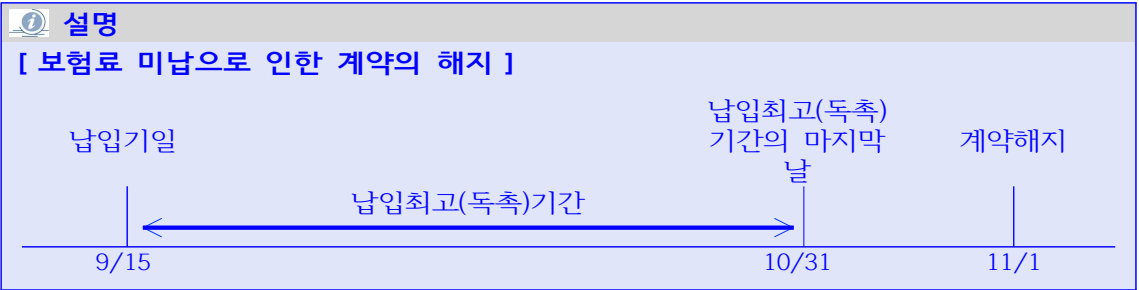 설명
[ 보험료 미납으로 인한 계약의 해지 ]
납입기일
납입최고(독촉)
기간의 마지막
날
계약해지
납입최고(독촉)기간
9/15
10/31
11/1